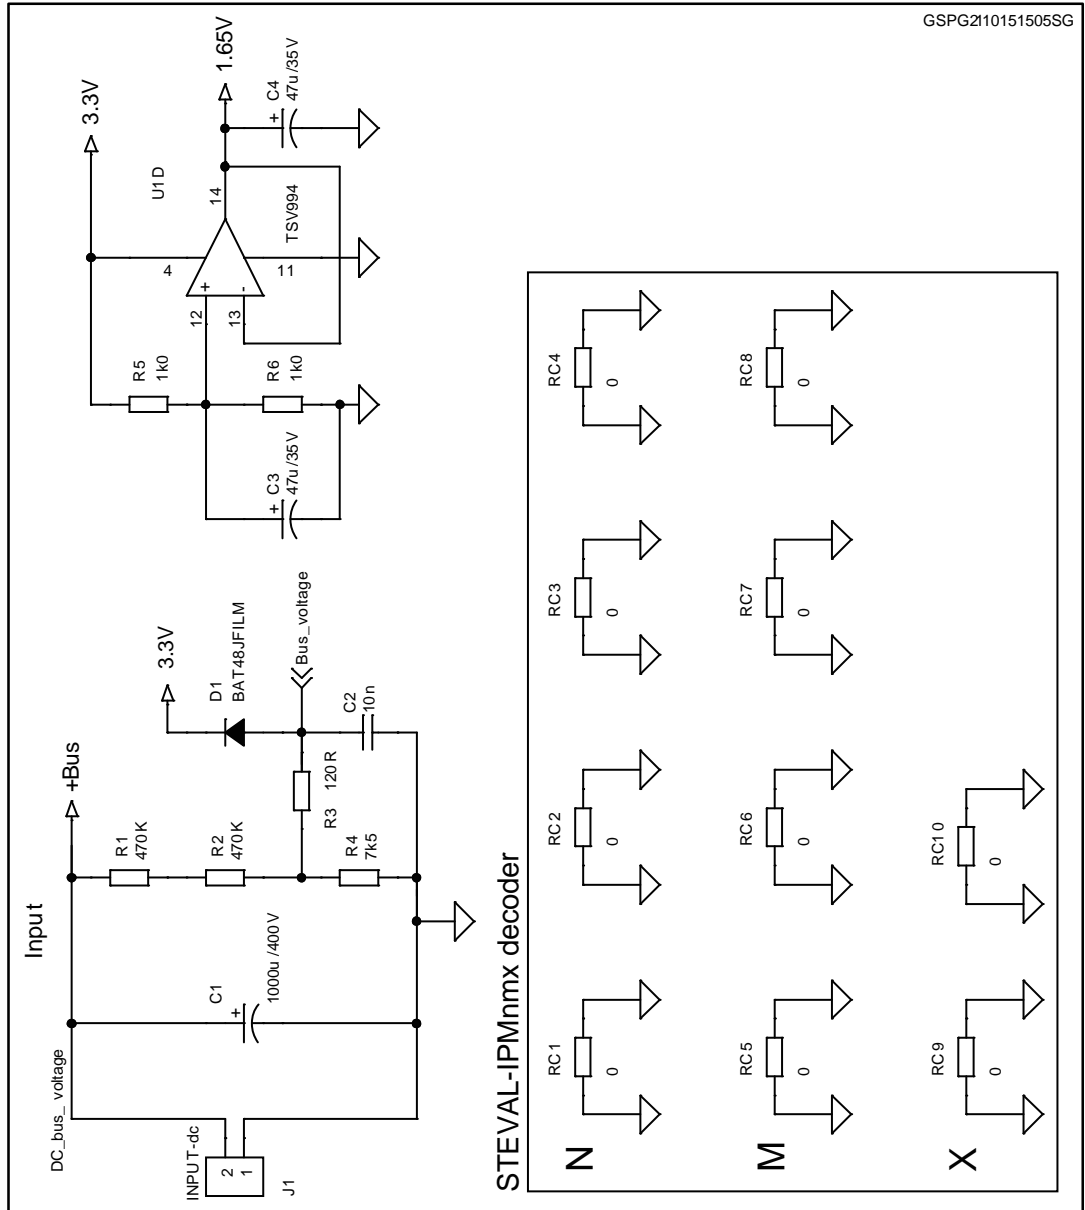 GSPG2110151505SG
Input
DC_bus_ voltage
INPUT-dc
2
1
J1
C1
+
1000u /400V
+Bus
R1
470K
R2
470K
R4
7k5
R3
120R
3.3V
D1
BAT48JFILM
Bus_voltage
C2
10n
3.3V
R5
1k0
R6
1k0
+
C3
47u/35V
U1D
TSV994
4
11
12
13
14
+
-
1.65V
+
C4
47u/35V
STEVAL-IPMnmx decoder
N
RC1
0
RC2
0
RC3
0
RC4
0
M
RC5
0
RC6
0
RC7
0
RC8
0
X
RC9
0
RC10
0